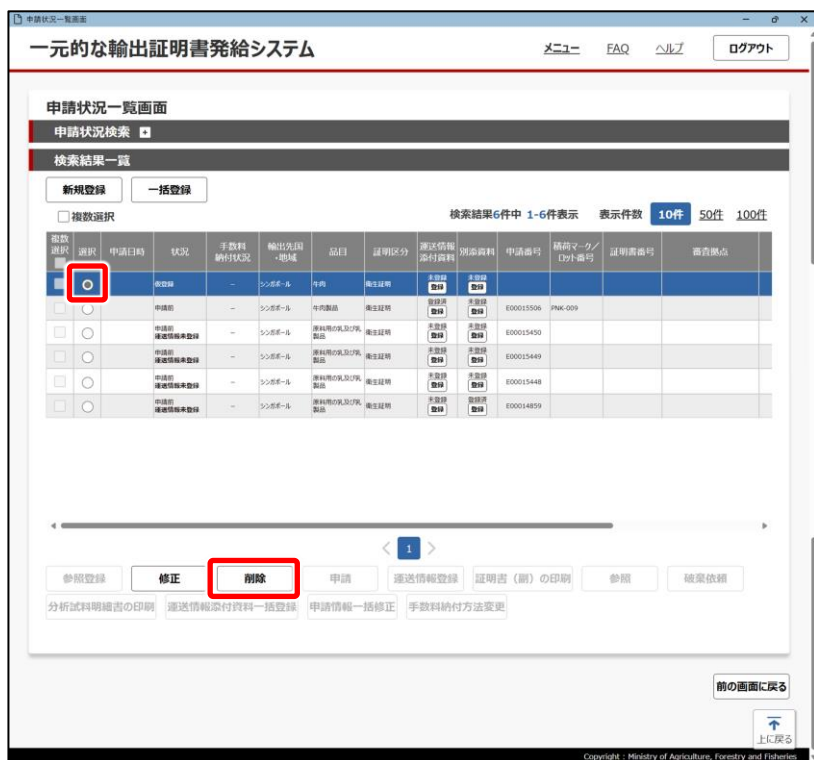 申請状況一覧画面
一元的な輸出証明書発給システム
メニュー FAQ ヘルプ ログアウト
申請状況一覧画面
申請状況検索
検索結果一覧
新規登録 一括登録
複数選択 検索結果6件中 1-6件表示 表示件数 10件 50件 100件
複数選択 選択 申請日時 状況 手数料納付状況 輸出先国・地域 品目 証明区分 運送情報添付資料 別添資料 申請番号 積荷マーク/ロット番号 証明書番号 審査拠点
仮登録 – シンガポール 牛肉 衛生証明 未登録 登録 未登録 登録
申請前 – シンガポール 牛肉製品 衛生証明 登録済 登録 未登録 登録 E00015506 PNK-009
申請前 運送情報未登録 – シンガポール 原料用の乳及び乳製品 衛生証明 未登録 登録 未登録 登録 E00015450
申請前 運送情報未登録 – シンガポール 原料用の乳及び乳製品 衛生証明 未登録 登録 未登録 登録 E00015449
申請前 運送情報未登録 – シンガポール 原料用の乳及び乳製品 衛生証明 未登録 登録 未登録 登録 E00015448
申請前 運送情報未登録 – シンガポール 原料用の乳及び乳製品 衛生証明 未登録 登録 登録済 登録 E00014859
1
参照登録 修正 削除 申請 運送情報登録 証明書（副）の印刷 参照 破棄依頼
分析試料明細書の印刷 運送情報添付資料一括登録 申請情報一括修正 手数料納付方法変更
前の画面に戻る
上に戻る
Copyright : Ministry of Agriculture, Forestry and Fisheries